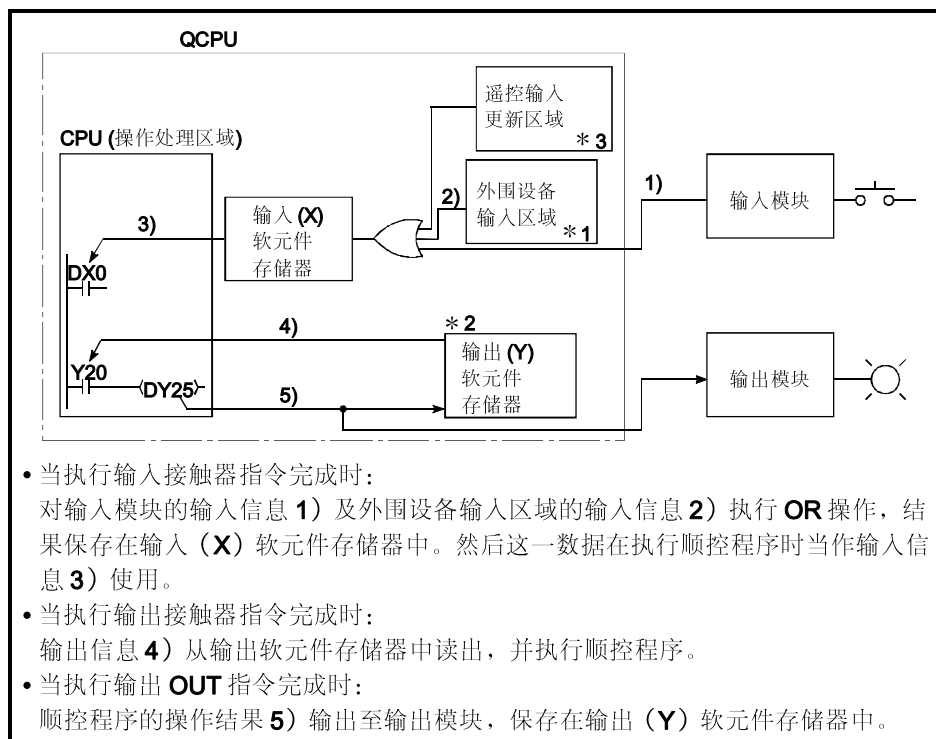 QCPU
遥控输入
更新区域
＊3
CPU (操作处理区域)
2)
外围设备
输入区域
＊1
1)
输入模块
输入 (X)
软元件
存储器
3)
DX0
4)
＊2
输出 (Y)
软元件
存储器
Y20
DY25
5)
输出模块
• 当执行输入接触器指令完成时：
对输入模块的输入信息 1）及外围设备输入区域的输入信息 2）执行 OR 操作，结
果保存在输入（X）软元件存储器中。然后这一数据在执行顺控程序时当作输入信
息 3）使用。
• 当执行输出接触器指令完成时：
输出信息 4）从输出软元件存储器中读出，并执行顺控程序。
• 当执行输出 OUT 指令完成时：
顺控程序的操作结果 5）输出至输出模块，保存在输出（Y）软元件存储器中。